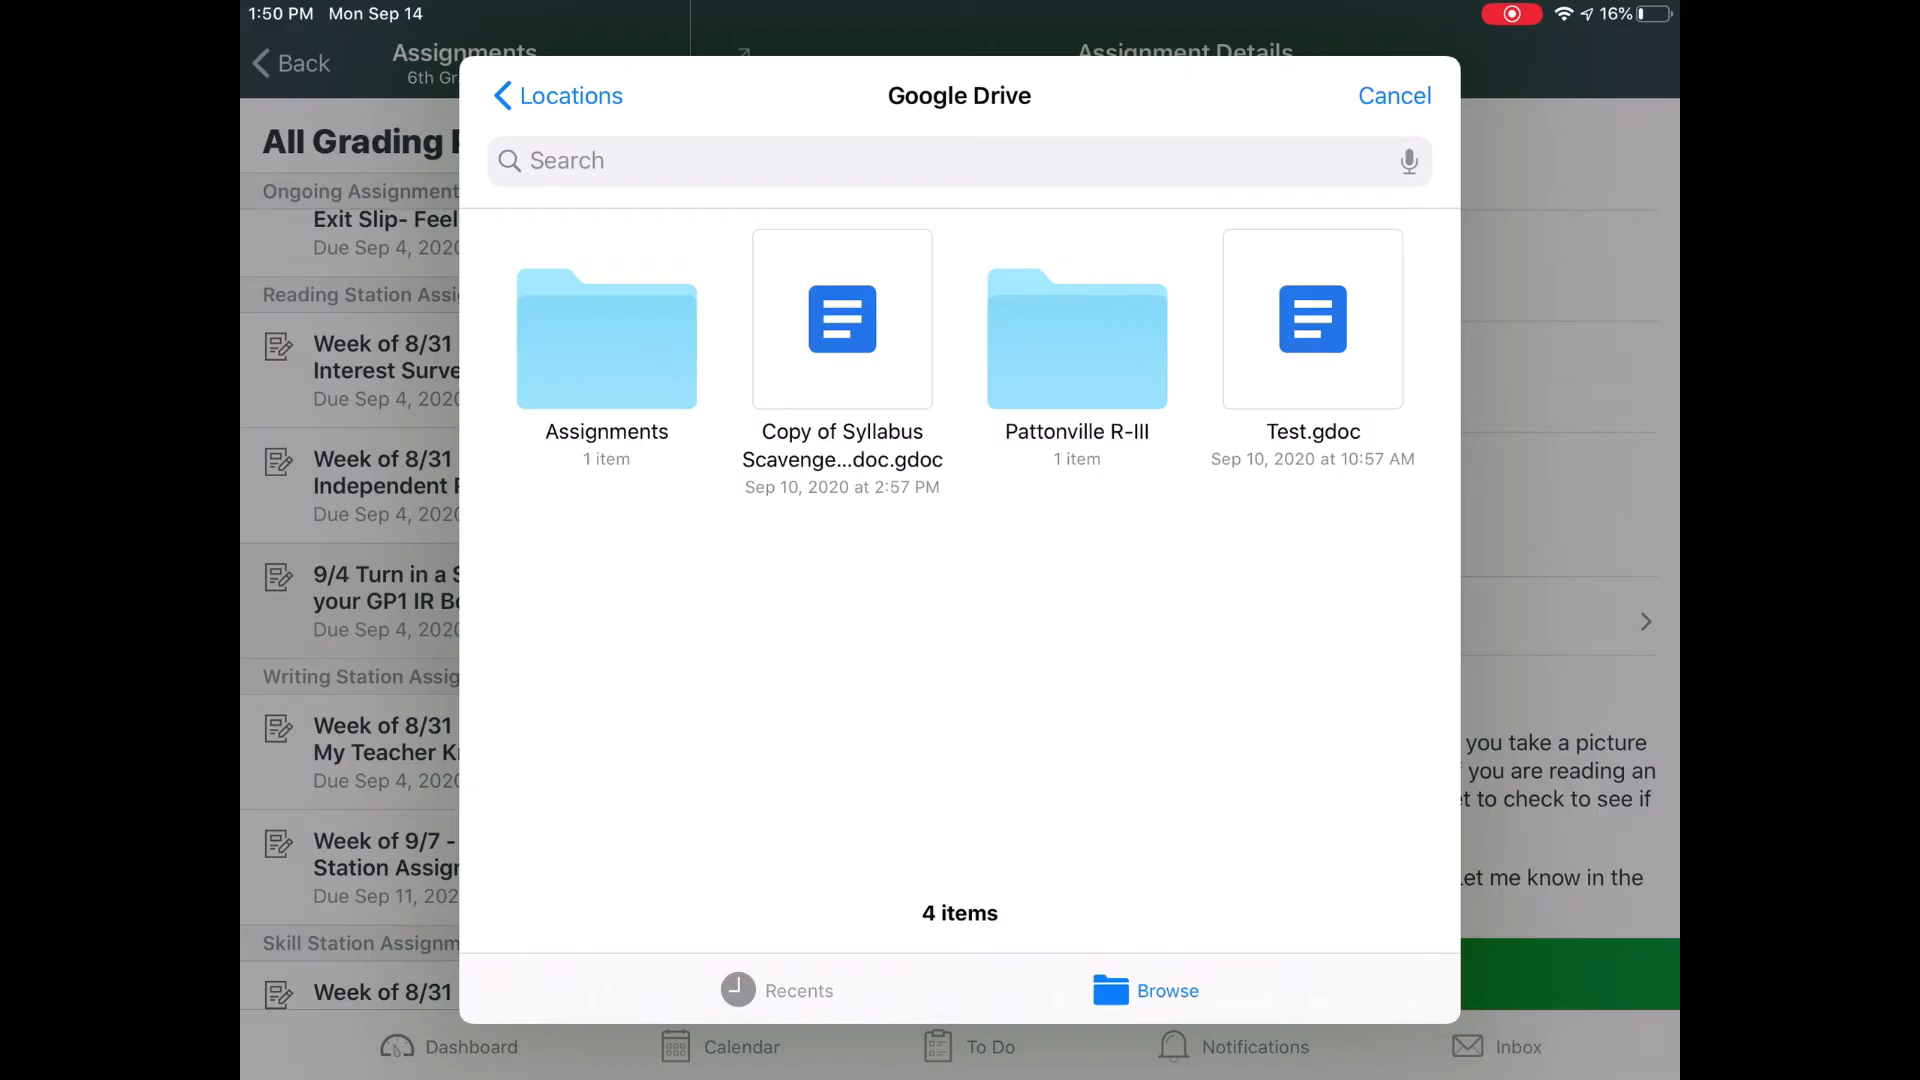 1:50 PM Mon Sep 14
16%
Back
Assignments
6th Gr
Assignment Details
Locations
Google Drive
Cancel
Search
All Grading
Ongoing Assignment
Exit Slip- Feel
Due Sep 4, 2020
Reading Station Assi
Week of 8/31
Interest Surve
Due Sep 4, 2020
Week of 8/31
Independent
Due Sep 4, 2020
9/4 Turn in a S
your GP1 IR Bo
Due Sep 4, 2020
Writing Station Assig
Week of 8/31
My Teacher K
Due Sep 4, 2020
Week of 9/7 -
Station Assign
Due Sep 11, 202
Skill Station Assignm
Week of 8/31
Assignments
1 item
Copy of Syllabus
Scavenge...doc.gdoc
Sep 10, 2020 at 2:57 PM
Pattonville R-III
1 item
Test.gdoc
Sep 10, 2020 at 10:57 AM
you take a picture
you are reading an
to check to see if
Let me know in the
4 items
Recents
Browse
Dashboard
Calendar
To Do
Notifications
Inbox